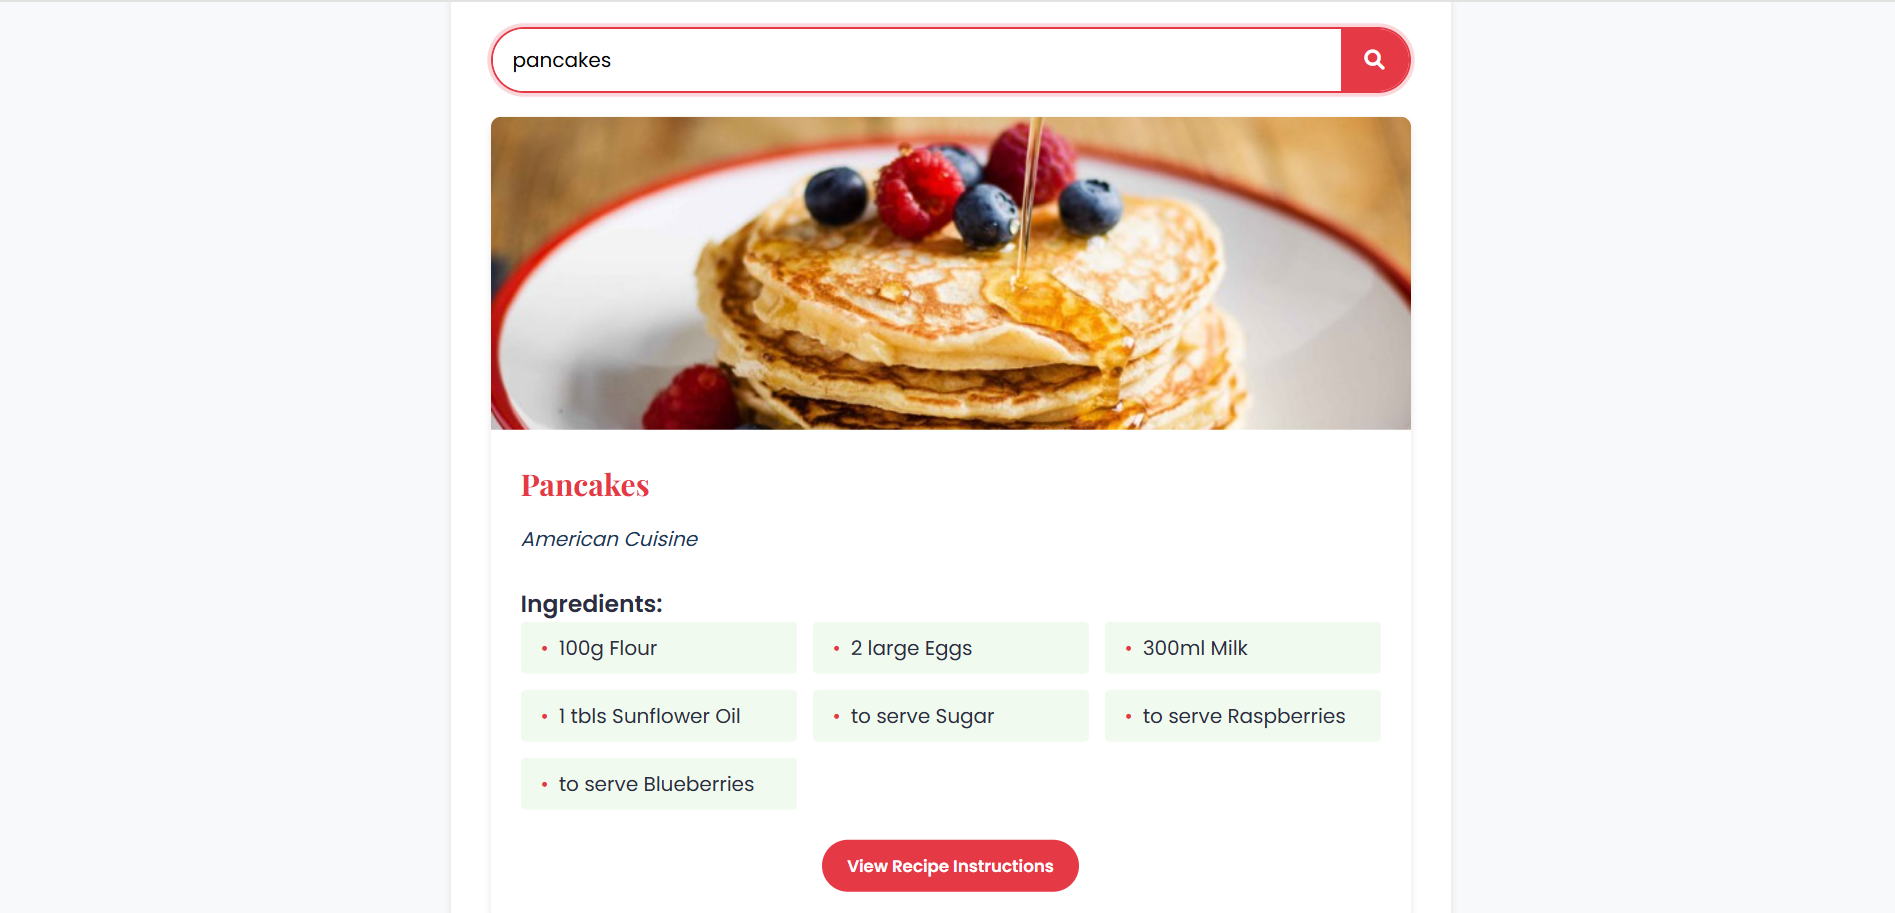 pancakes
Pancakes
American Cuisine
Ingredients:
• 100g Flour
• 2 large Eggs
• 300ml Milk
• 1 tbls Sunflower Oil
• to serve Sugar
• to serve Raspberries
• to serve Blueberries
View Recipe Instructions